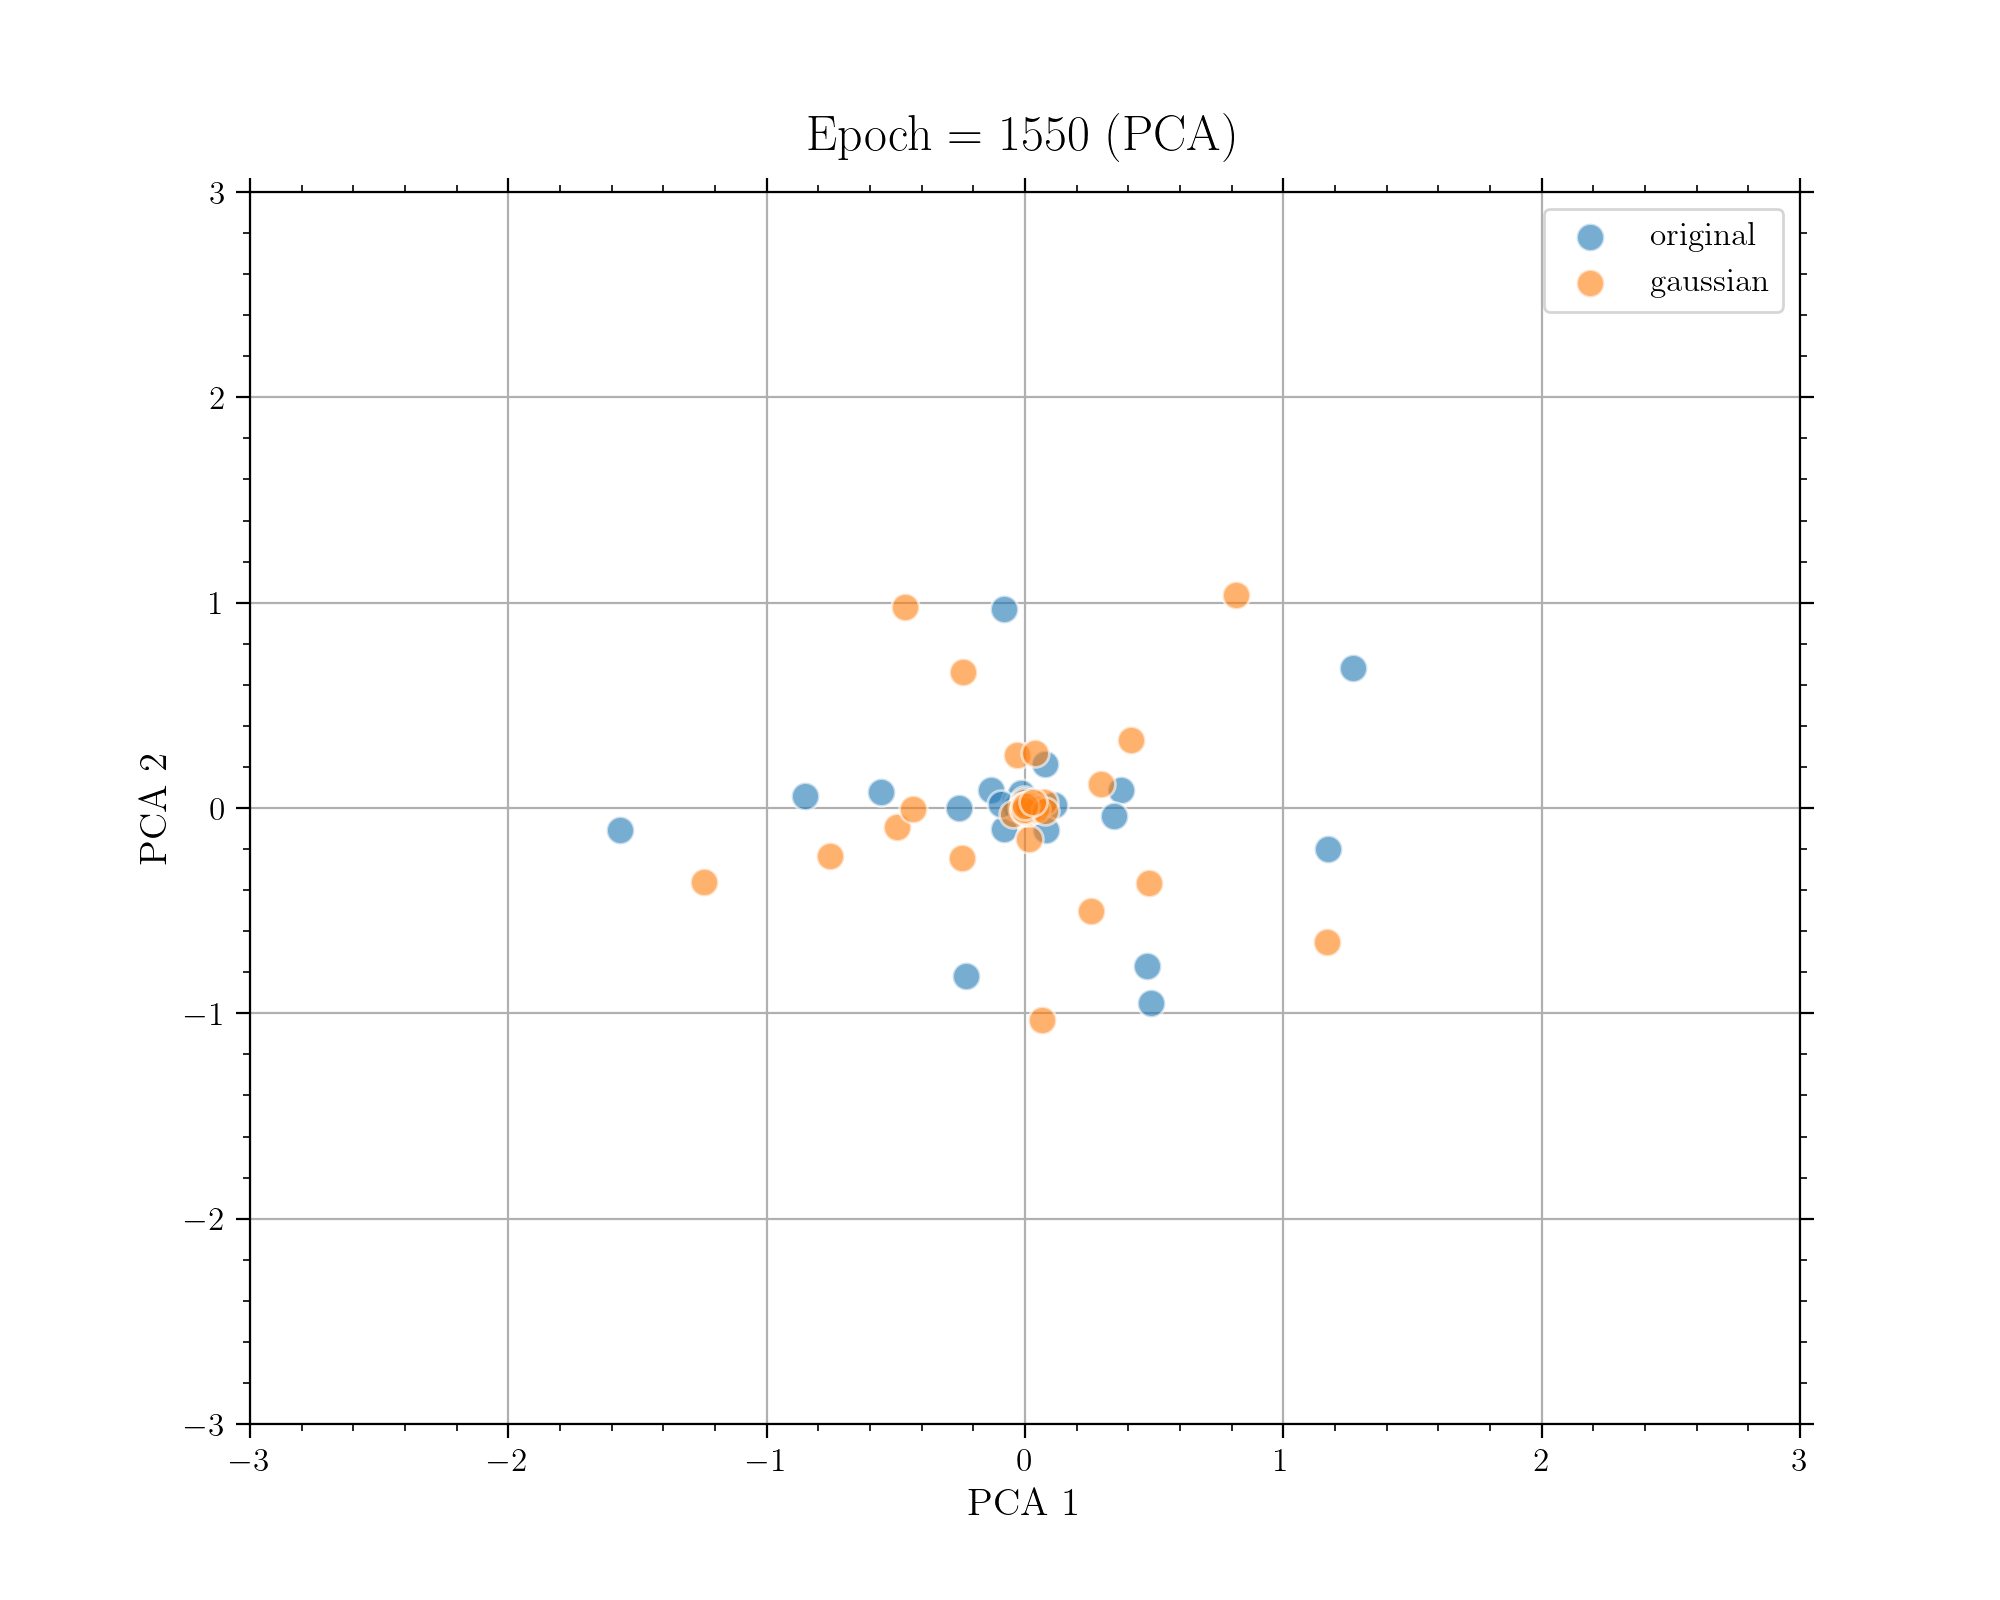 Epoch = 1550 (PCA)
original
gaussian
3
2
1
0
−1
−2
−3
PCA 2
−3 −2 −1 0 1 2 3
PCA 1